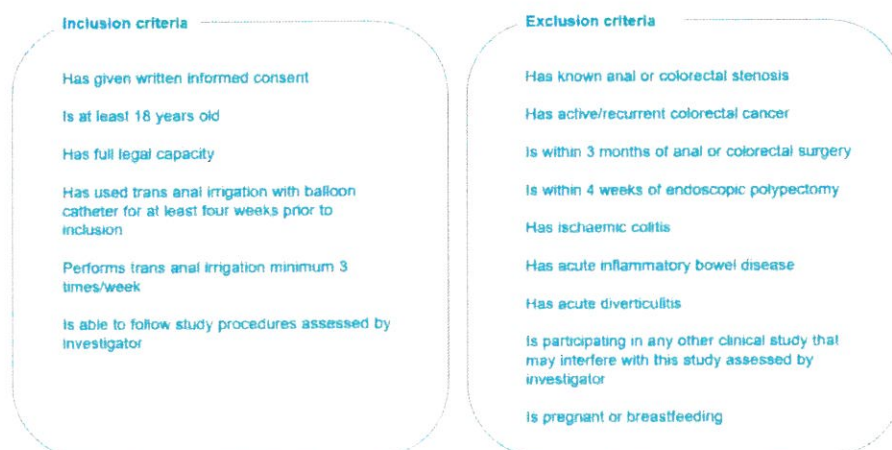 Inclusion criteria
Has given written informed consent
Is at least 18 years old
Has full legal capacity
Has used trans anal irrigation with balloon
catheter for at least four weeks prior to
inclusion
Performs trans anal irrigation minimum 3
times/week
Is able to follow study procedures assessed by
investigator
Exclusion criteria
Has known anal or colorectal stenosis
Has active/recurrent colorectal cancer
Is within 3 months of anal or colorectal surgery
Is within 4 weeks of endoscopic polypectomy
Has ischaemic colitis
Has acute inflammatory bowel disease
Has acute diverticulitis
Is participating in any other clinical study that
may interfere with this study assessed by
investigator
Is pregnant or breastfeeding